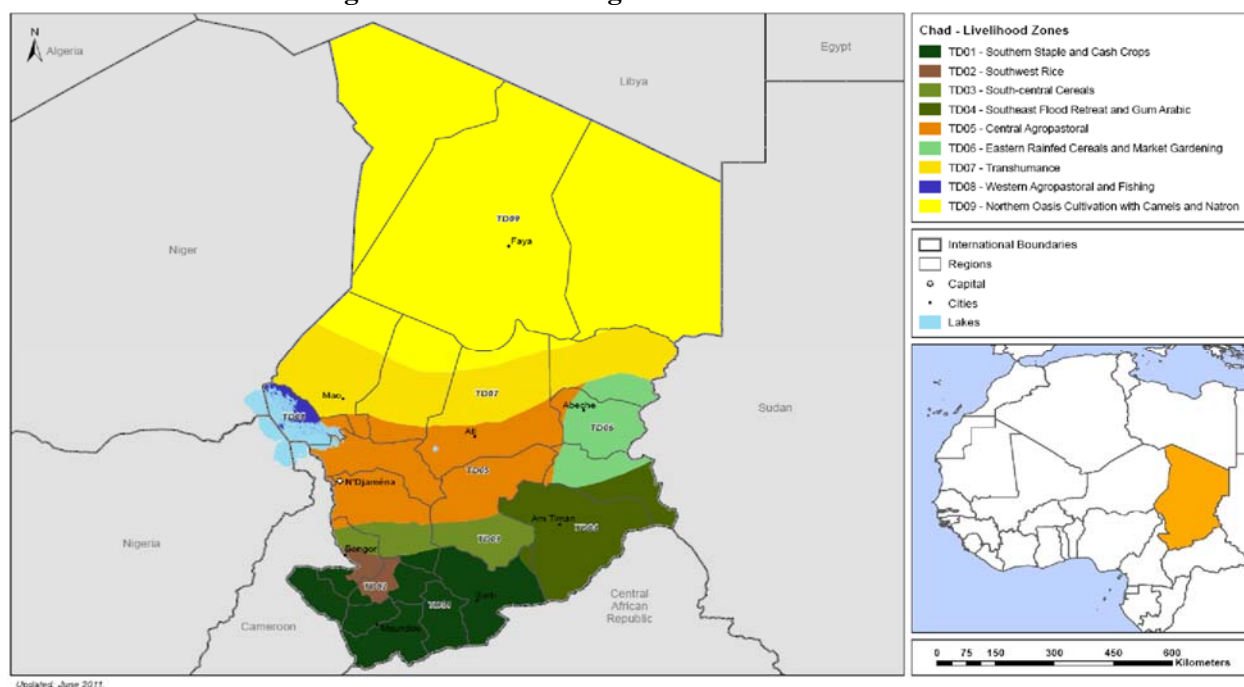 N
Algeria
Egypt
Libya
Niger
TD09
Faya
Mao
TD07
Abeche
TD08
Ati
TD06
TD05
N'Djaména
Sudan
Am Timan
TD04
Nigeria
TD03
Bongor
TD02
TD01
Sarh
Moundou
Cameroon
Central
African
Republic
Updated: June 2011.
Chad - Livelihood Zones
TD01 - Southern Staple and Cash Crops
TD02 - Southwest Rice
TD03 - South-central Cereals
TD04 - Southeast Flood Retreat and Gum Arabic
TD05 - Central Agropastoral
TD06 - Eastern Rainfed Cereals and Market Gardening
TD07 - Transhumance
TD08 - Western Agropastoral and Fishing
TD09 - Northern Oasis Cultivation with Camels and Natron
International Boundaries
Regions
Capital
Cities
Lakes
0 75 150 300 450 600
Kilometers